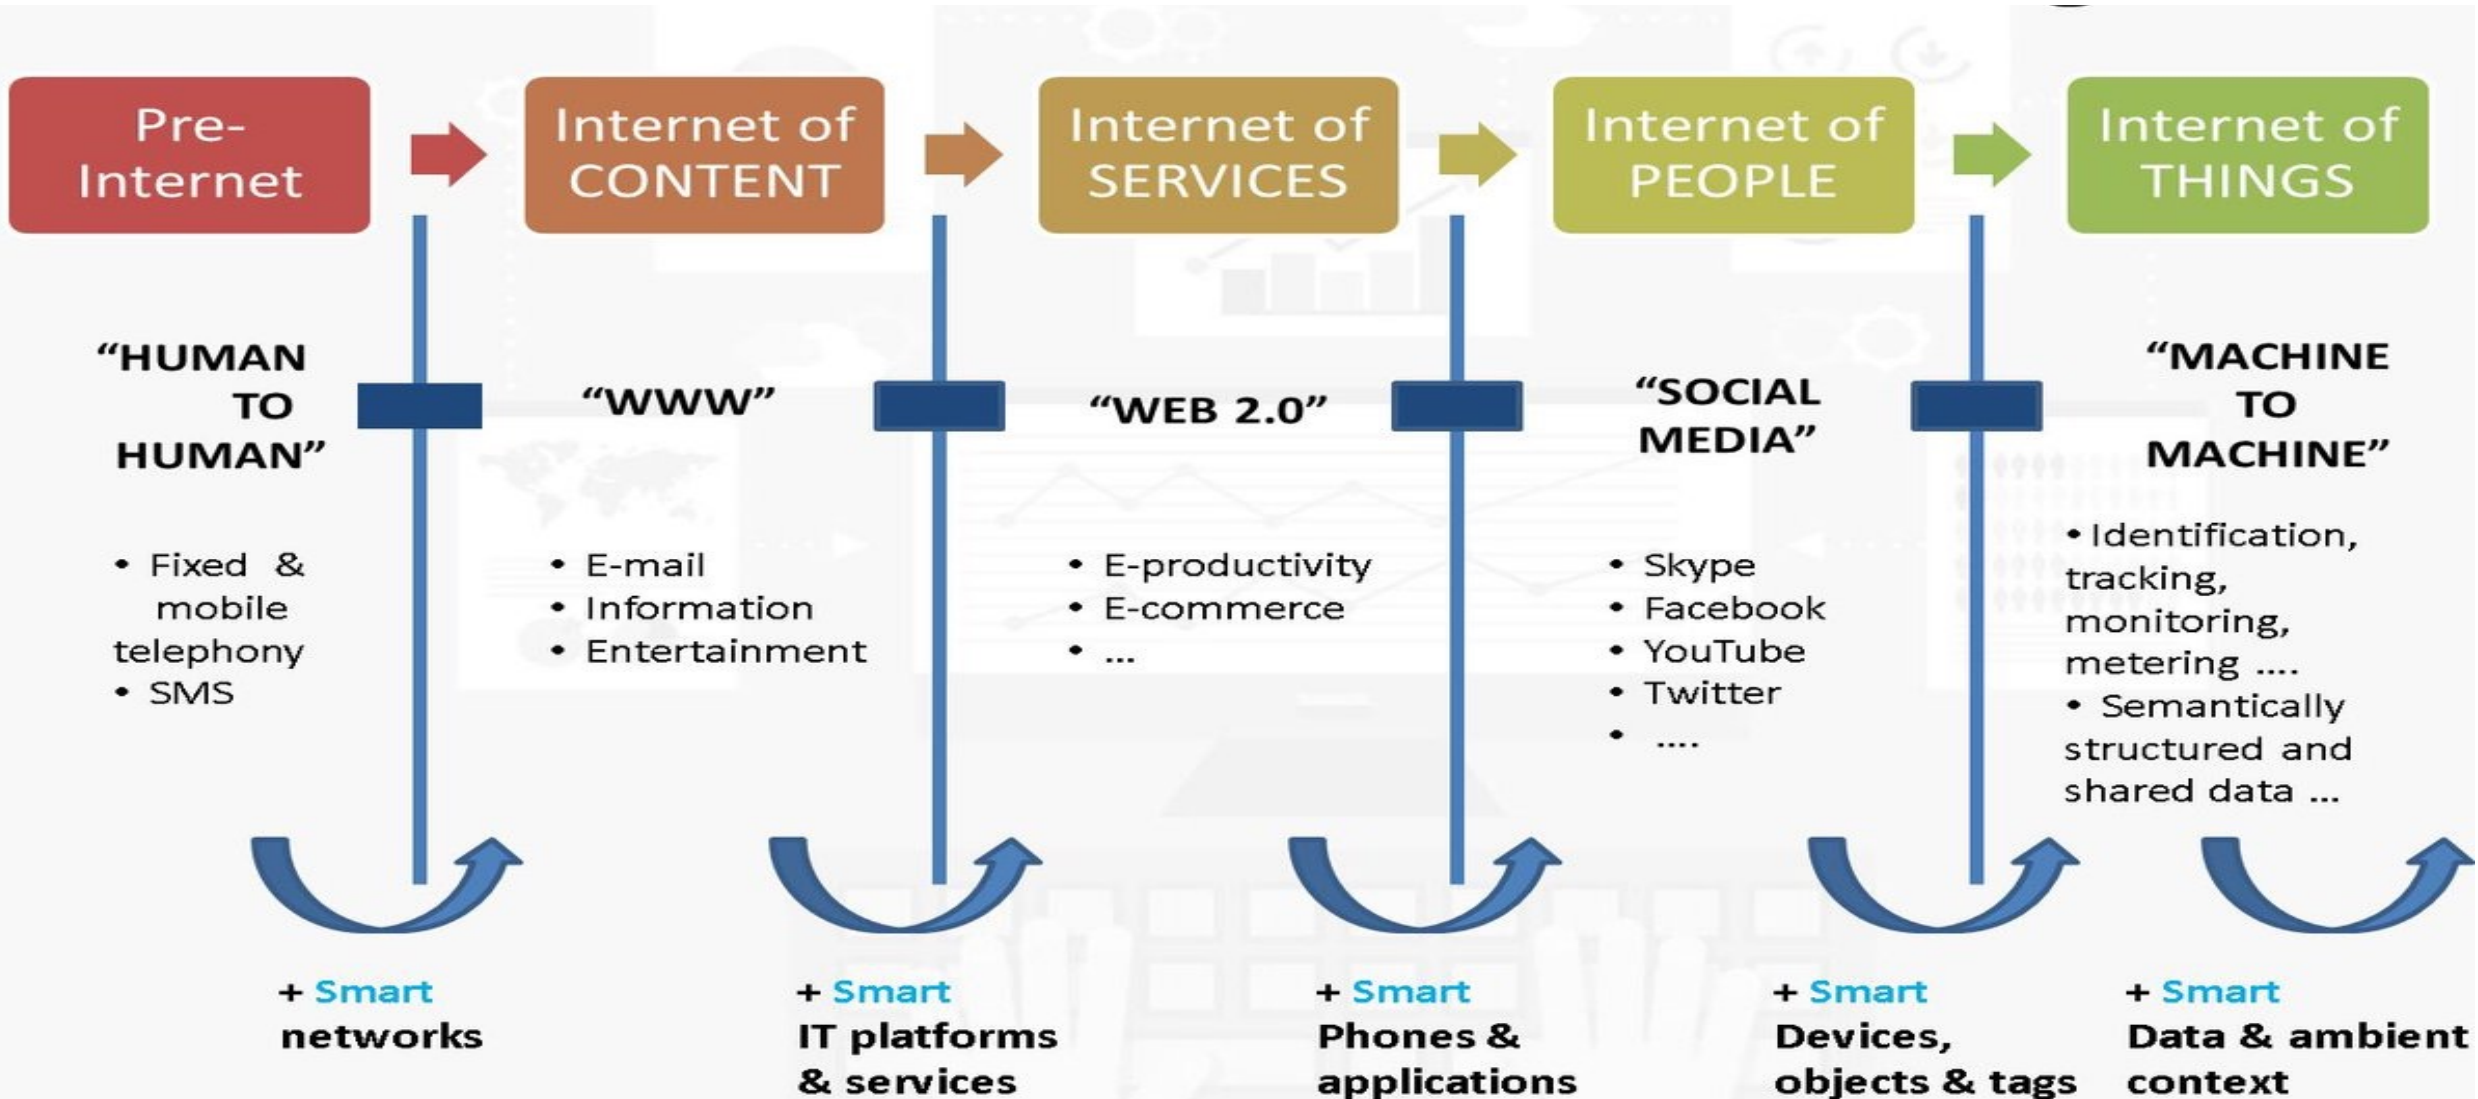 Pre-
Internet
Internet of
CONTENT
Internet of
SERVICES
Internet of
PEOPLE
Internet of
THINGS
“HUMAN
TO
HUMAN”
“WWW”
“WEB 2.0”
“SOCIAL
MEDIA”
“MACHINE
TO
MACHINE”
• Fixed &
mobile
telephony
• SMS
• E-mail
• Information
• Entertainment
• E-productivity
• E-commerce
• ...
• Skype
• Facebook
• YouTube
• Twitter
• ....
• Identification,
tracking,
monitoring,
metering ....
• Semantically
structured and
shared data ...
+ Smart
networks
+ Smart
IT platforms
& services
+ Smart
Phones &
applications
+ Smart
Devices,
objects & tags
+ Smart
Data & ambient
context